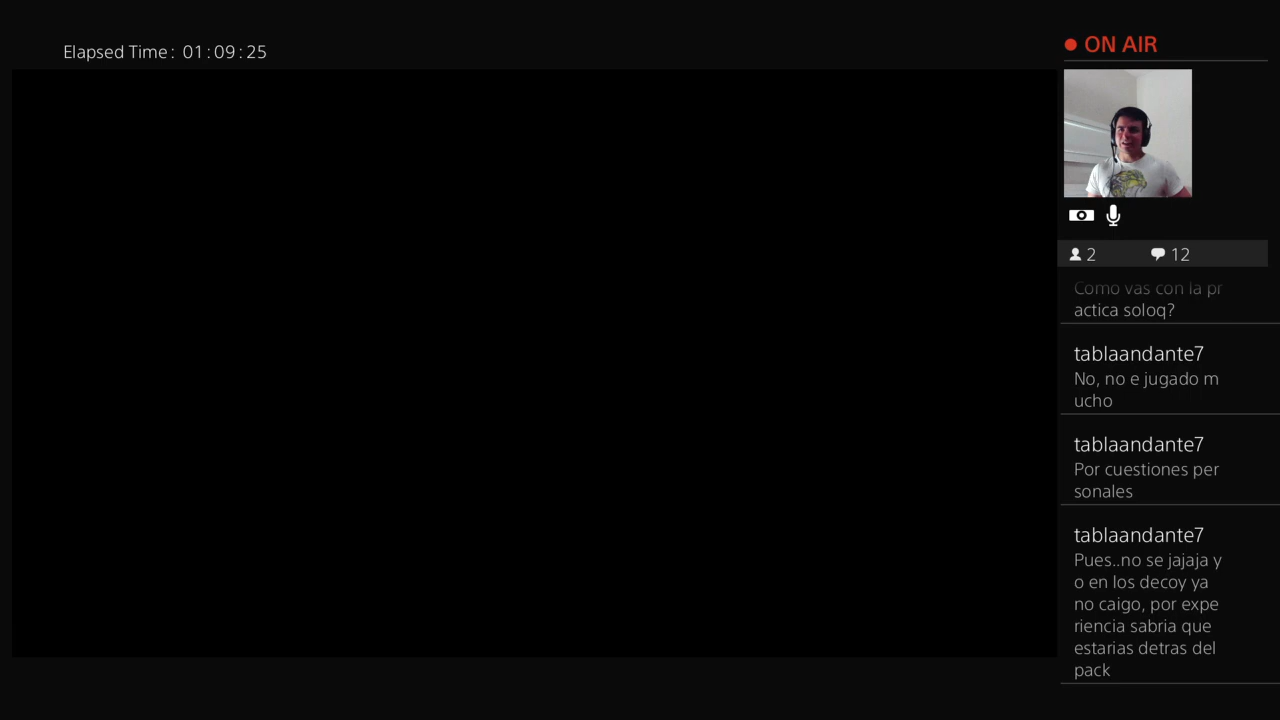 Elapsed Time: 01:09:25
ON AIR
2 12
Como vas con la pr
actica soloq?
tablaandante7
No, no e jugado m
ucho
tablaandante7
Por cuestiones per
sonales
tablaandante7
Pues..no se jajaja y
o en los decoy ya
no caigo, por expe
riencia sabria que
estarias detras del
pack